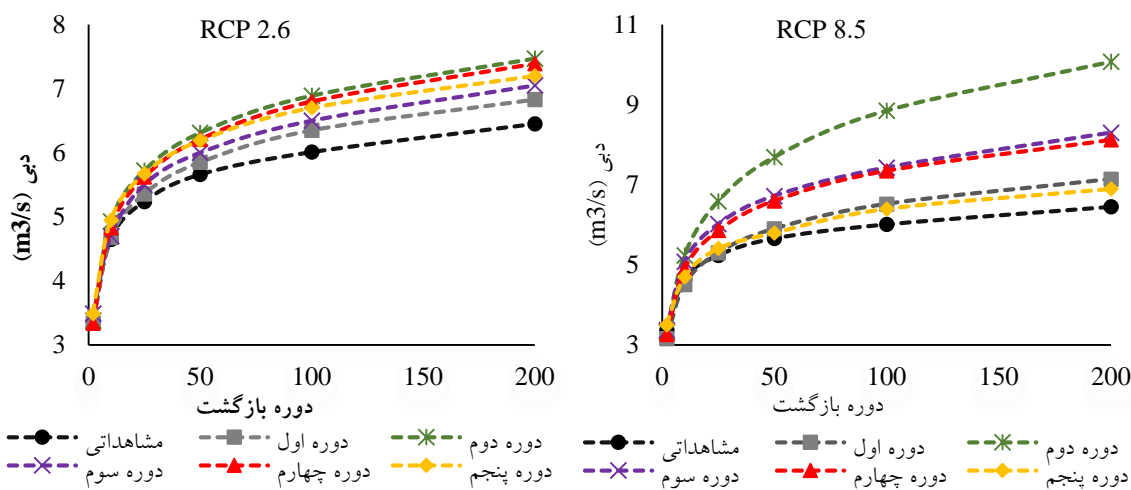 RCP 2.6
8
7
6
5
4
3
دبی (m3/s)
0 50 100 150 200
دوره بازگشت
مشاهداتی دوره اول دوره دوم
دوره سوم دوره چهارم دوره پنجم
RCP 8.5
11
9
7
5
3
دبی (m3/s)
0 50 100 150 200
دوره بازگشت
مشاهداتی دوره اول دوره دوم
دوره سوم دوره چهارم دوره پنجم